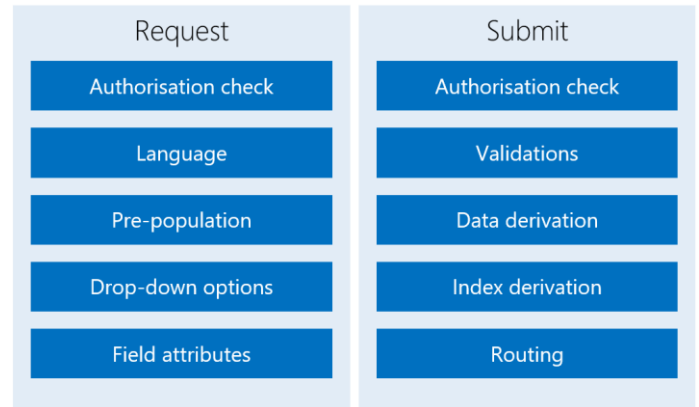 Request
Authorisation check
Language
Pre-population
Drop-down options
Field attributes
Submit
Authorisation check
Validations
Data derivation
Index derivation
Routing